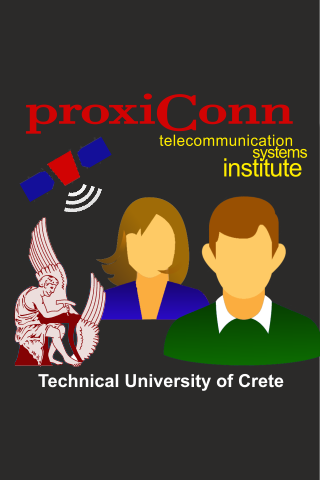 proxiConn
telecommunication
systems
institute
Technical University of Crete